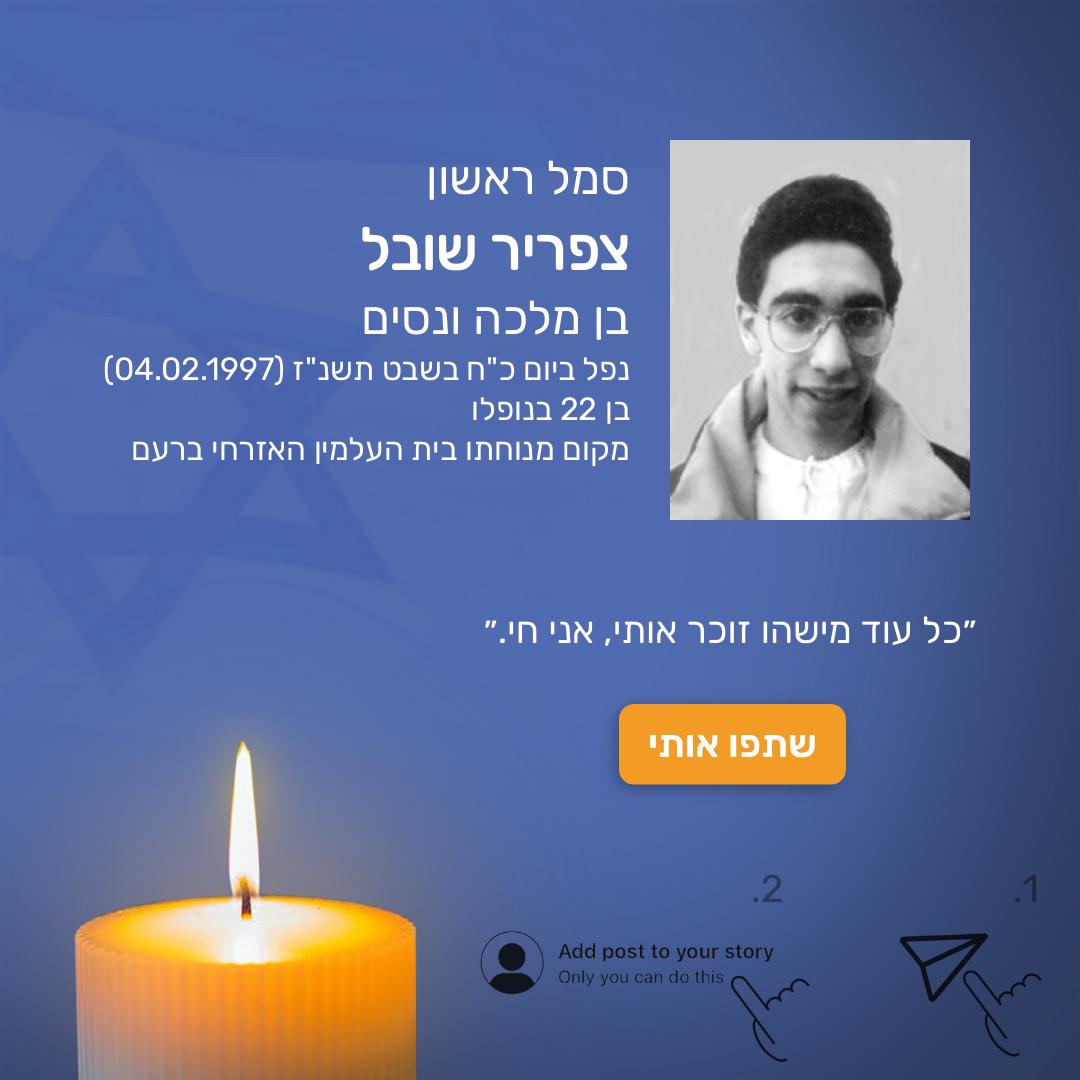 סמל ראשון
צפריר שובל
בן מלכה ונסים
נפל ביום כ"ח בשבט תשנ"ז (04.02.1997)
בן 22 בנופלו
מקום מנוחתו בית העלמין האזרחי ברעם
״כל עוד מישהו זוכר אותי, אני חי.״
שתפו אותי
1.
2.
Add post to your story
Only you can do this